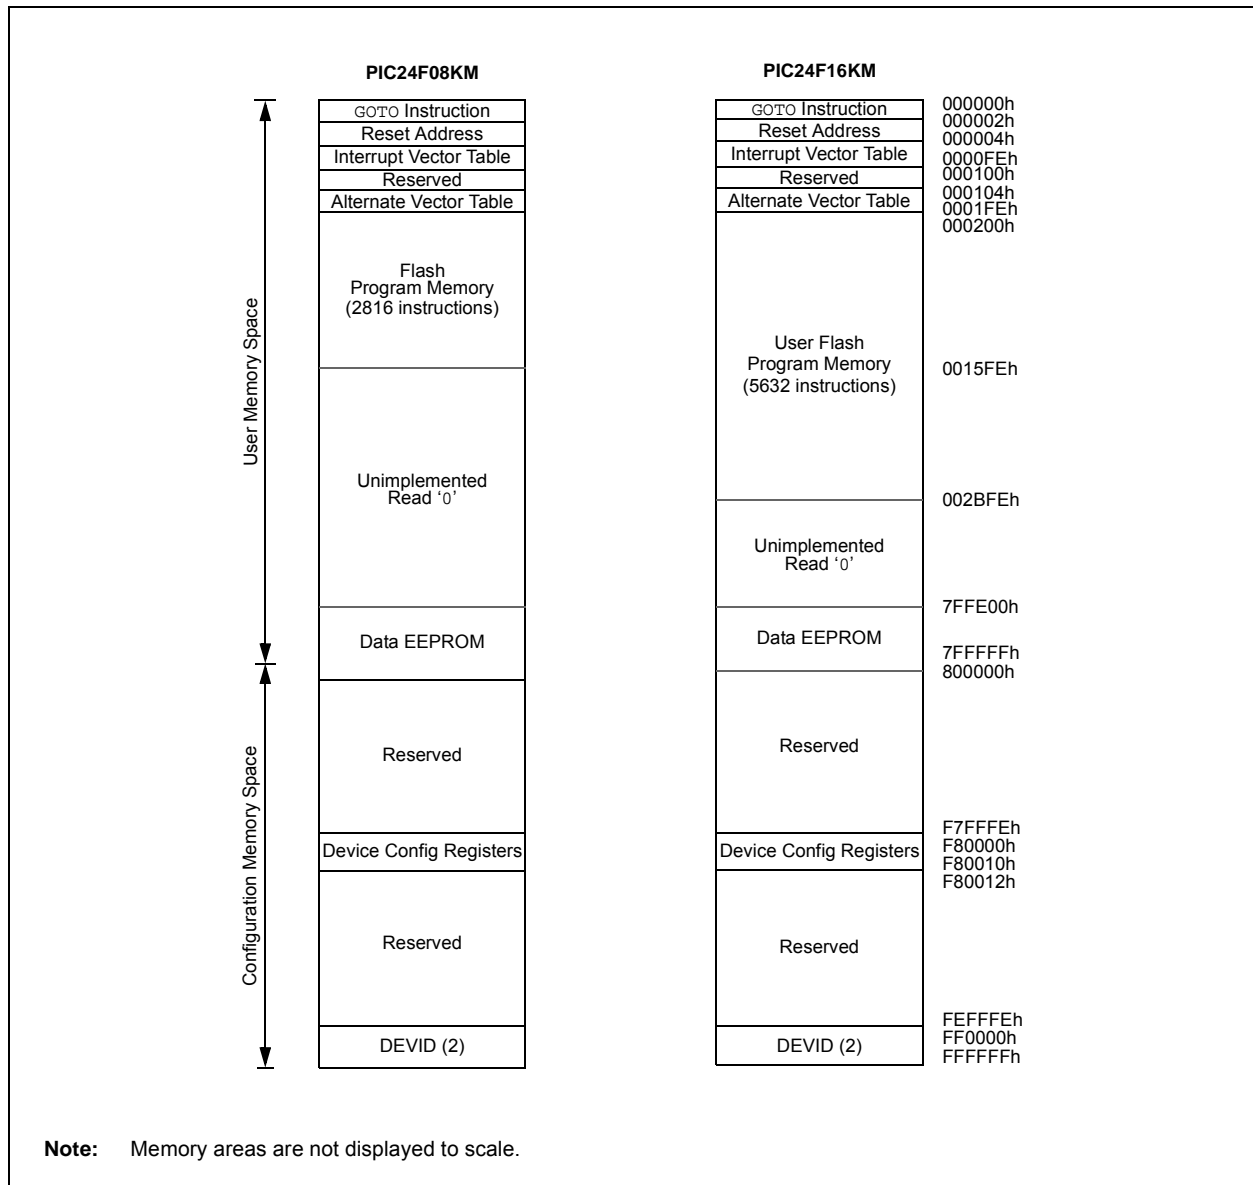 PIC24F08KM
GOTO Instruction
Reset Address
Interrupt Vector Table
Reserved
Alternate Vector Table
Flash
Program Memory
(2816 instructions)
Unimplemented
Read ‘0’
Data EEPROM
Reserved
Device Config Registers
Reserved
DEVID (2)
User Memory Space
Configuration Memory Space
PIC24F16KM
GOTO Instruction
Reset Address
Interrupt Vector Table
Reserved
Alternate Vector Table
User Flash
Program Memory
(5632 instructions)
Unimplemented
Read ‘0’
Data EEPROM
Reserved
Device Config Registers
Reserved
DEVID (2)
000000h
000002h
000004h
0000FEh
000100h
000104h
0001FEh
000200h
0015FEh
002BFEh
7FFE00h
7FFFFFh
800000h
F7FFFEh
F80000h
F80010h
F80012h
FEFFFEh
FF0000h
FFFFFFh
Note: Memory areas are not displayed to scale.